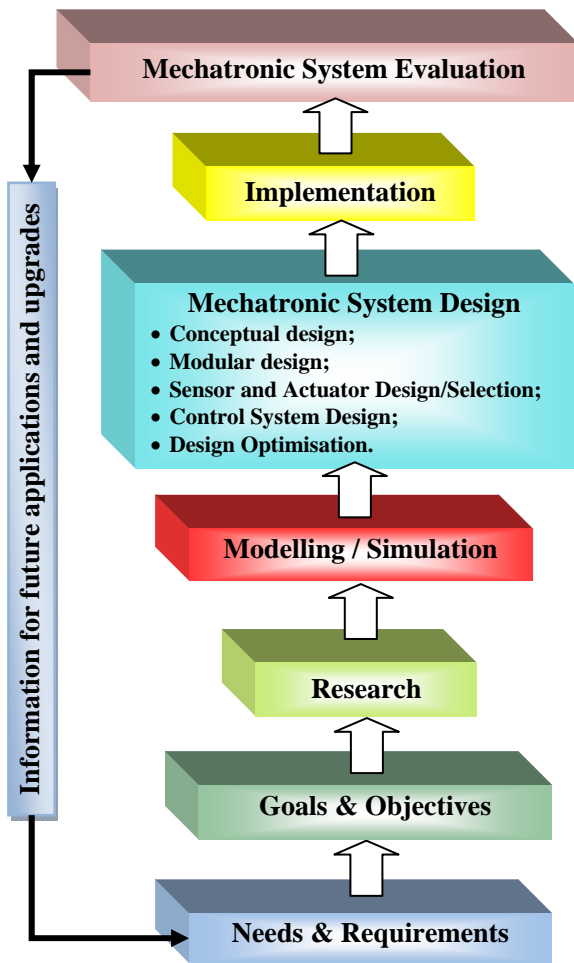 Mechatronic System Evaluation
Implementation
Mechatronic System Design
• Conceptual design;
• Modular design;
• Sensor and Actuator Design/Selection;
• Control System Design;
• Design Optimisation.
Modelling / Simulation
Research
Goals & Objectives
Needs & Requirements
Information for future applications and upgrades